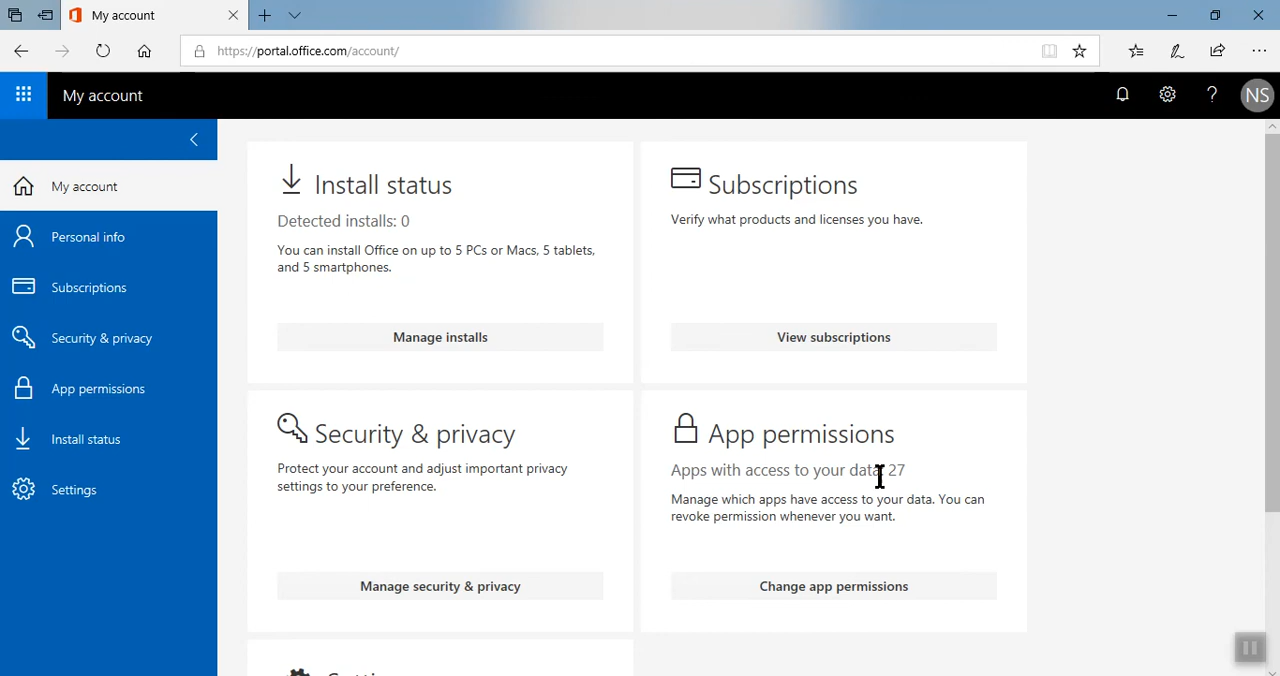 My account
https://portal.office.com/account/
My account
?
NS
My account
Personal info
Subscriptions
Security & privacy
App permissions
Install status
Settings
Install status
Detected installs: 0
You can install Office on up to 5 PCs or Macs, 5 tablets,
and 5 smartphones.
Manage installs
Subscriptions
Verify what products and licenses you have.
View subscriptions
Security & privacy
Protect your account and adjust important privacy
settings to your preference.
Manage security & privacy
App permissions
Apps with access to your data: 27
Manage which apps have access to your data. You can
revoke permission whenever you want.
Change app permissions